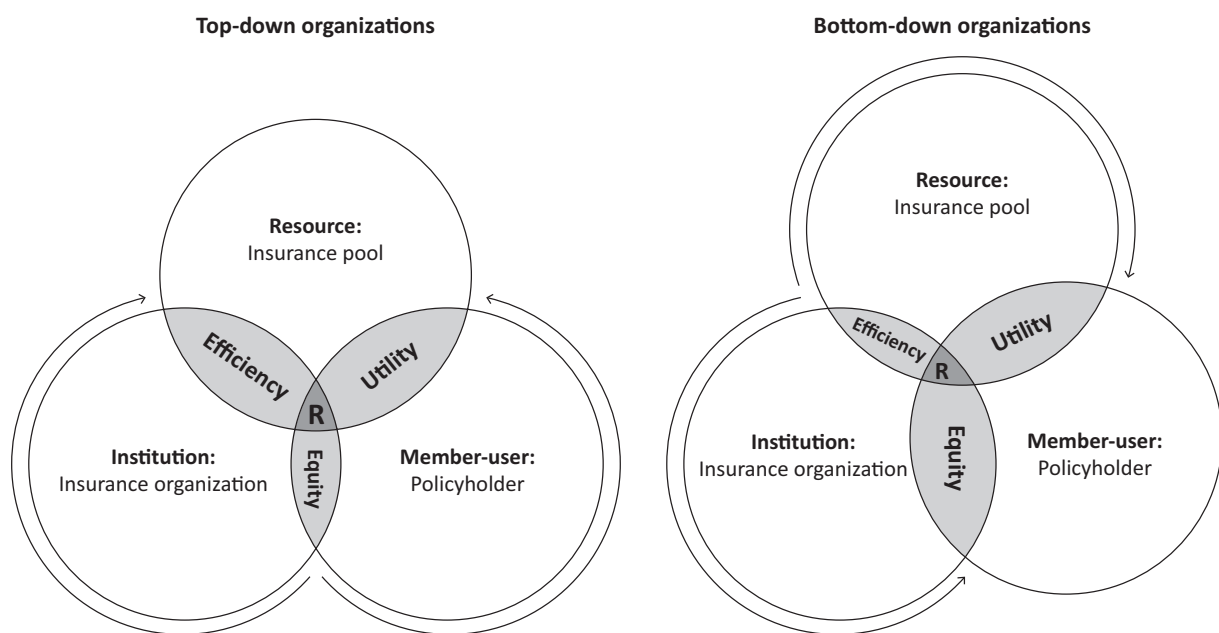 Top-down organizations
Resource:
Insurance pool
Efficiency
Utility
R
Equity
Institution:
Insurance organization
Member-user:
Policyholder
Bottom-down organizations
Resource:
Insurance pool
Efficiency
Utility
R
Equity
Institution:
Insurance organization
Member-user:
Policyholder